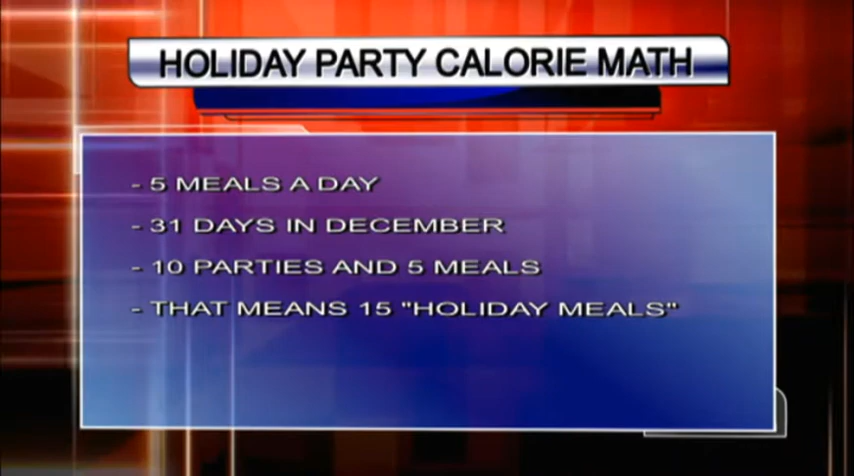 HOLIDAY PARTY CALORIE MATH
- 5 MEALS A DAY
- 31 DAYS IN DECEMBER
- 10 PARTIES AND 5 MEALS
- THAT MEANS 15 "HOLIDAY MEALS"